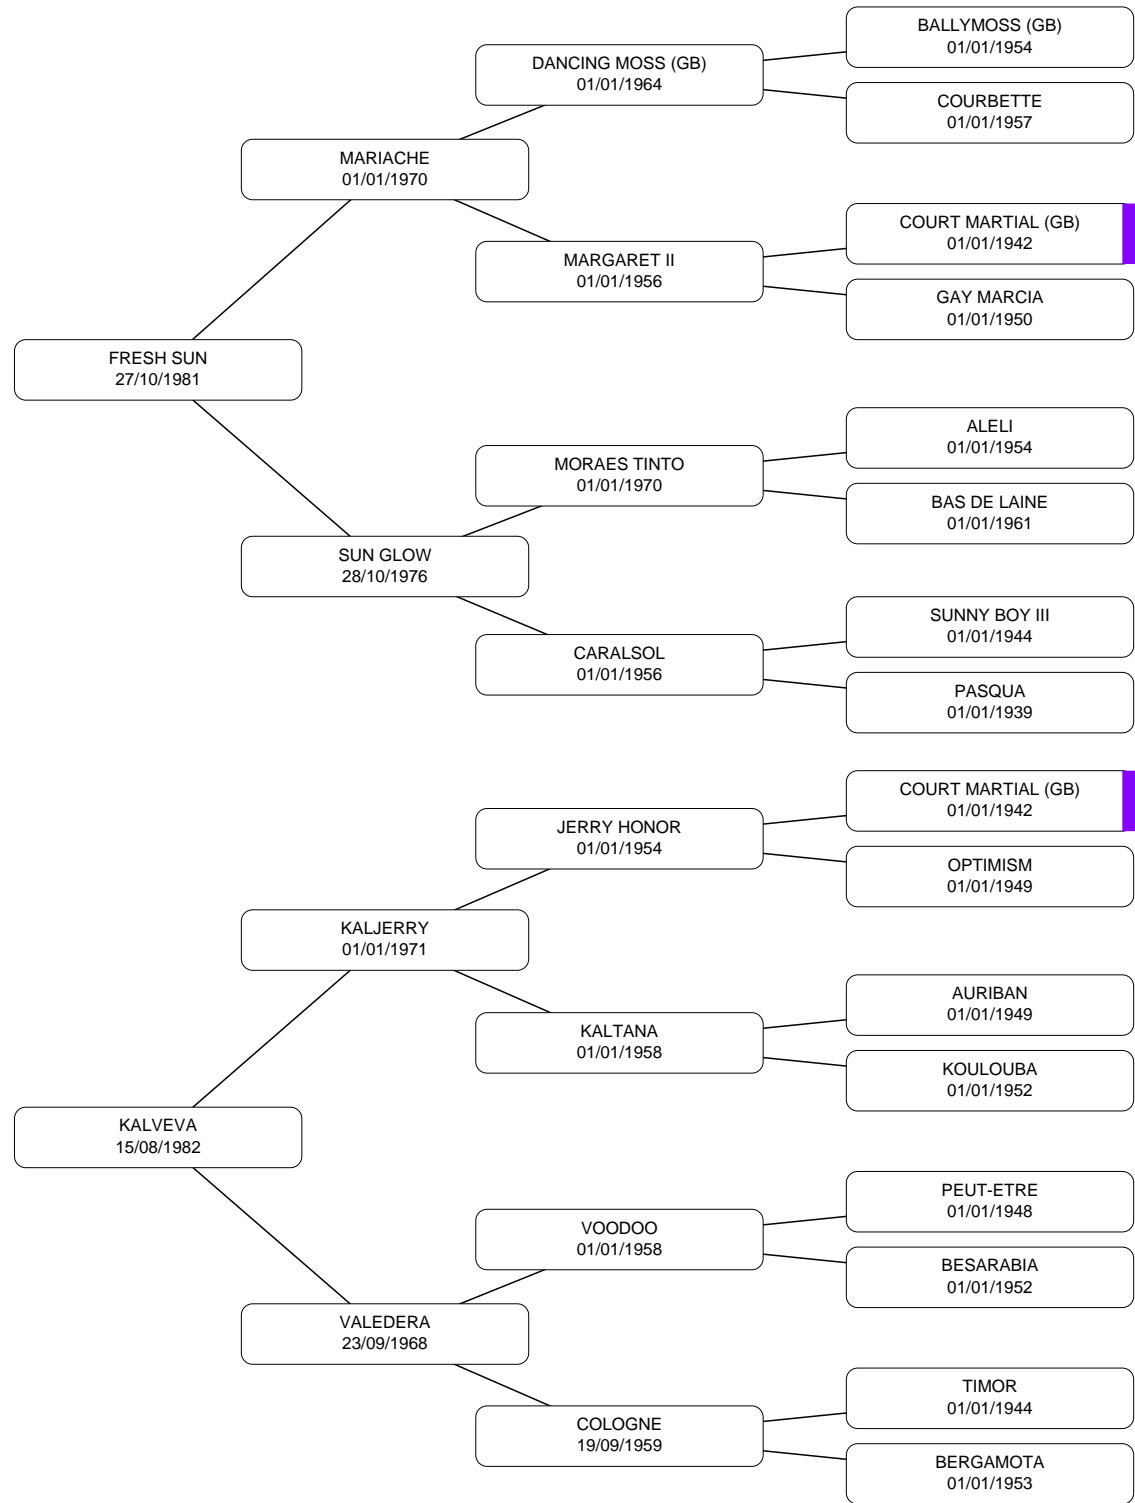 BALLYMOSS (GB)
01/01/1954
DANCING MOSS (GB)
01/01/1964
COURBETTE
01/01/1957
MARIACHE
01/01/1970
COURT MARTIAL (GB)
01/01/1942
MARGARET II
01/01/1956
GAY MARCIA
01/01/1950
FRESH SUN
27/10/1981
ALELI
01/01/1954
MORAES TINTO
01/01/1970
BAS DE LAINE
01/01/1961
SUN GLOW
28/10/1976
SUNNY BOY III
01/01/1944
CARALSOL
01/01/1956
PASQUA
01/01/1939
COURT MARTIAL (GB)
01/01/1942
JERRY HONOR
01/01/1954
OPTIMISM
01/01/1949
KALJERRY
01/01/1971
AURIBAN
01/01/1949
KALTANA
01/01/1958
KOULOUBA
01/01/1952
KALVEVA
15/08/1982
PEUT-ETRE
01/01/1948
VOODOO
01/01/1958
BESARABIA
01/01/1952
VALEDERA
23/09/1968
TIMOR
01/01/1944
COLOGNE
19/09/1959
BERGAMOTA
01/01/1953